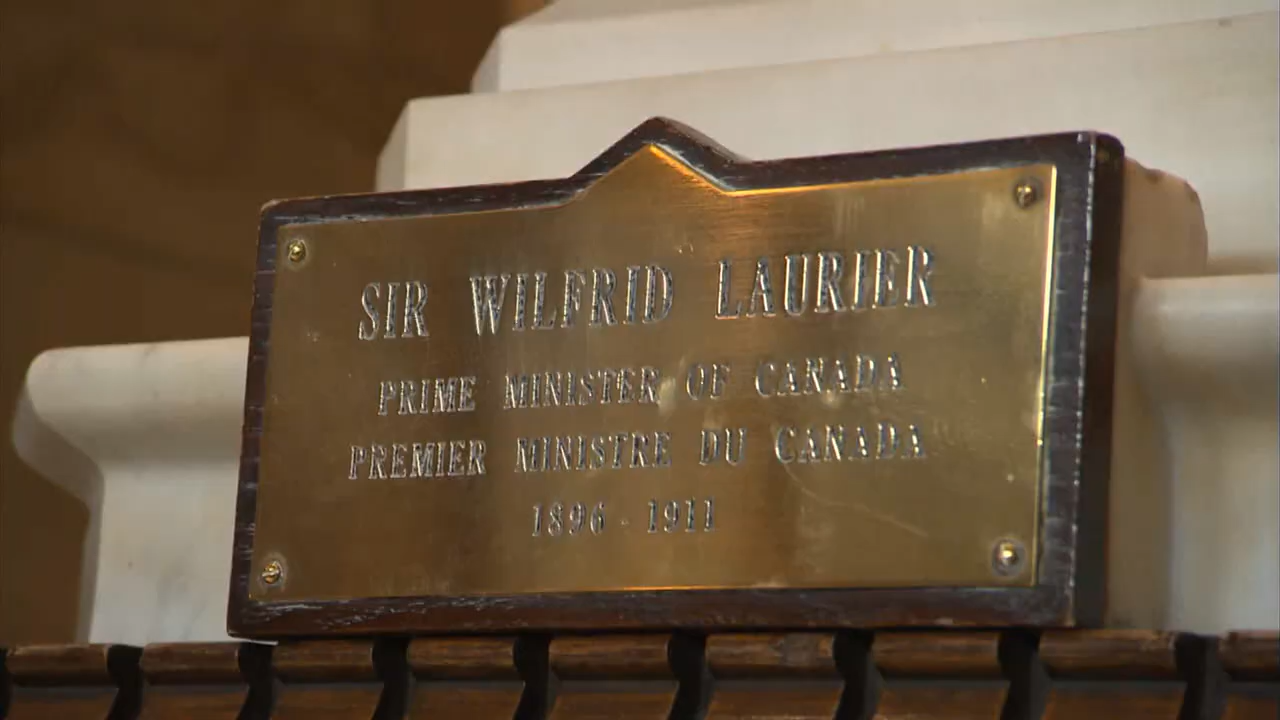 SIR WILFRID LAURIER
PRIME MINISTER OF CANADA
PREMIER MINISTRE DU CANADA
1896 - 1911